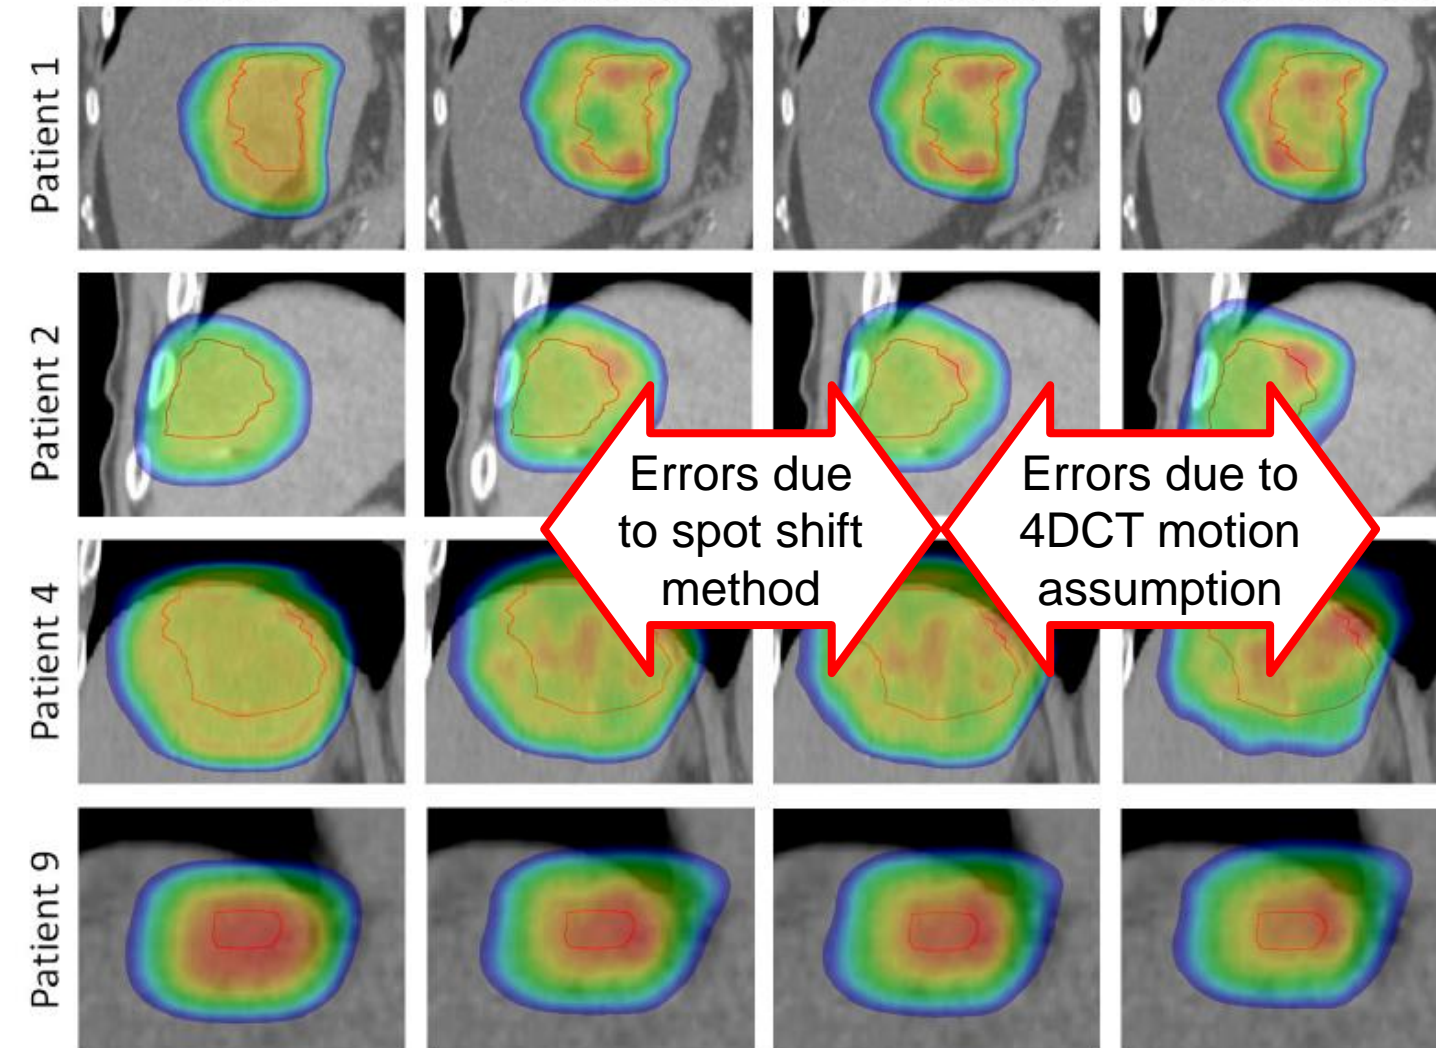 Patient 1
Patient 2
Errors due
to spot shift
method
Errors due to
4DCT motion
assumption
Patient 4
Patient 9